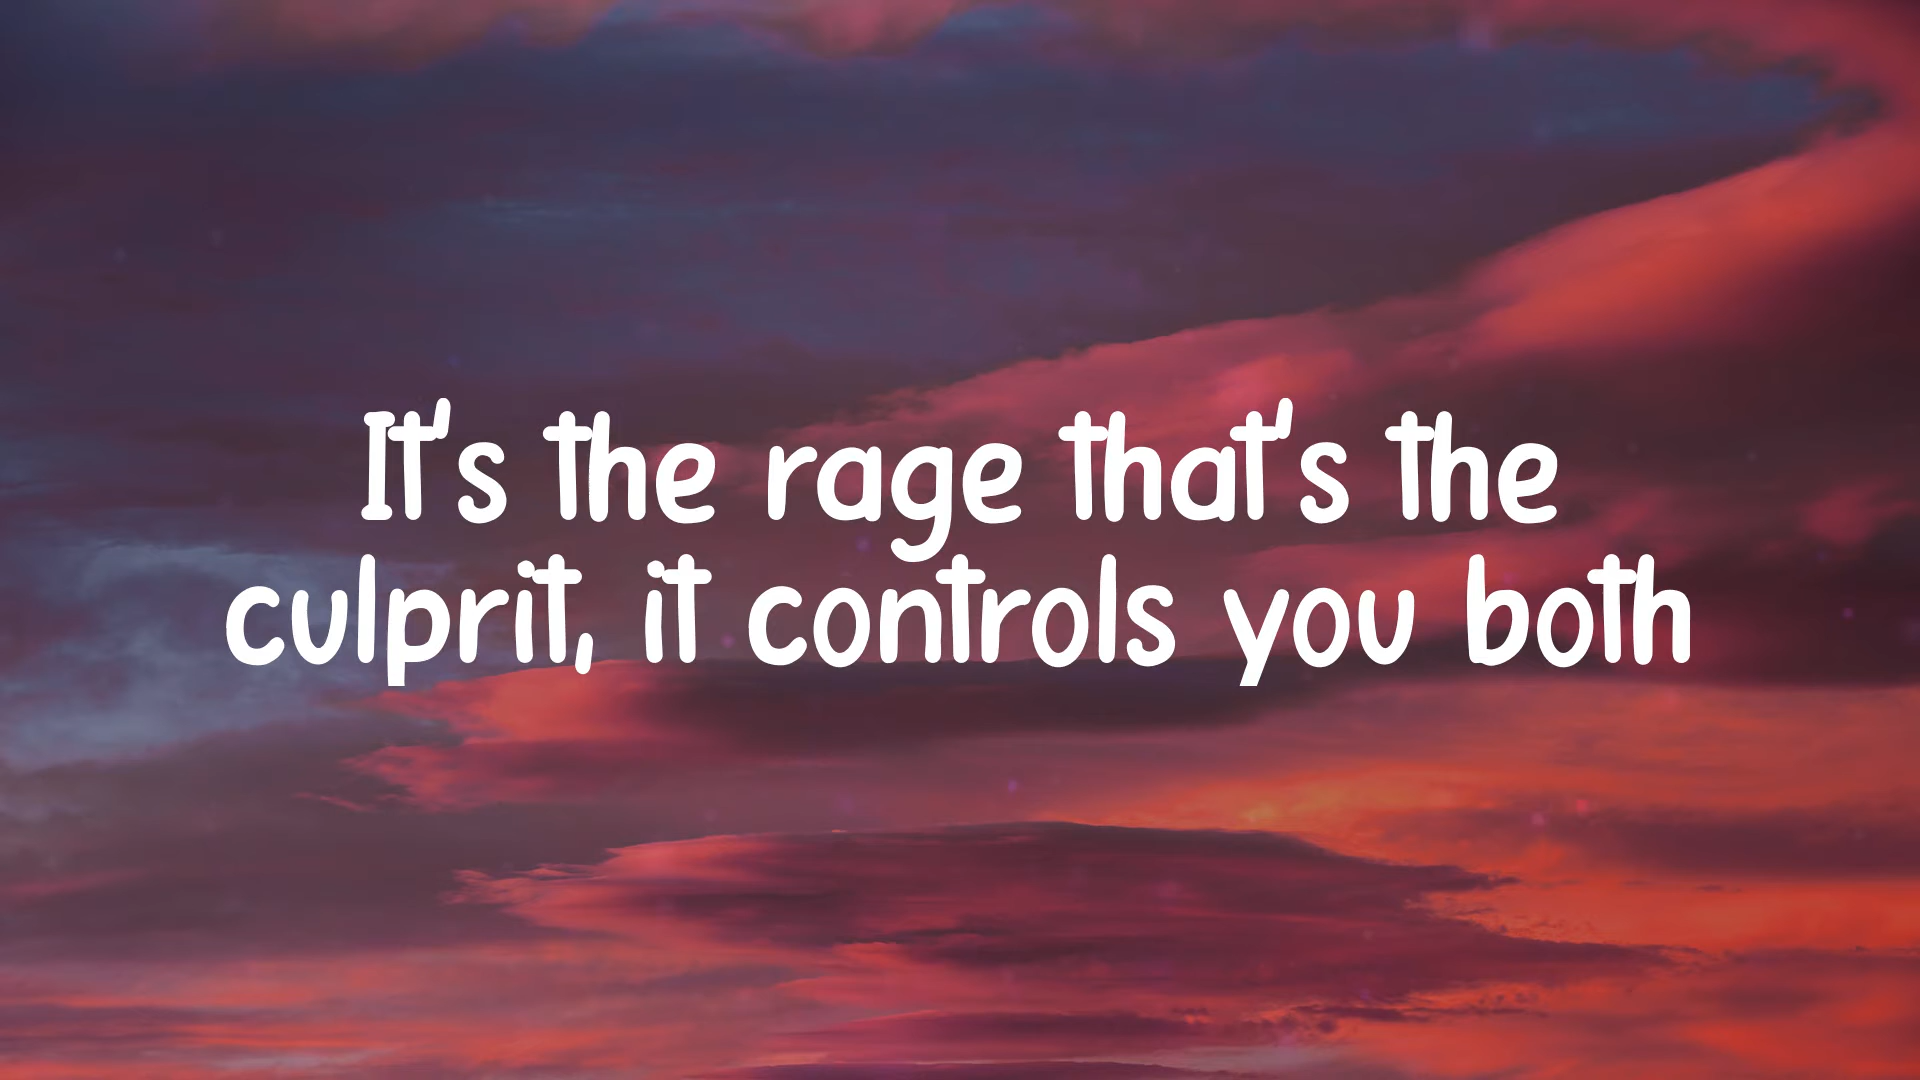 It's the rage that's the
culprit, it controls you both